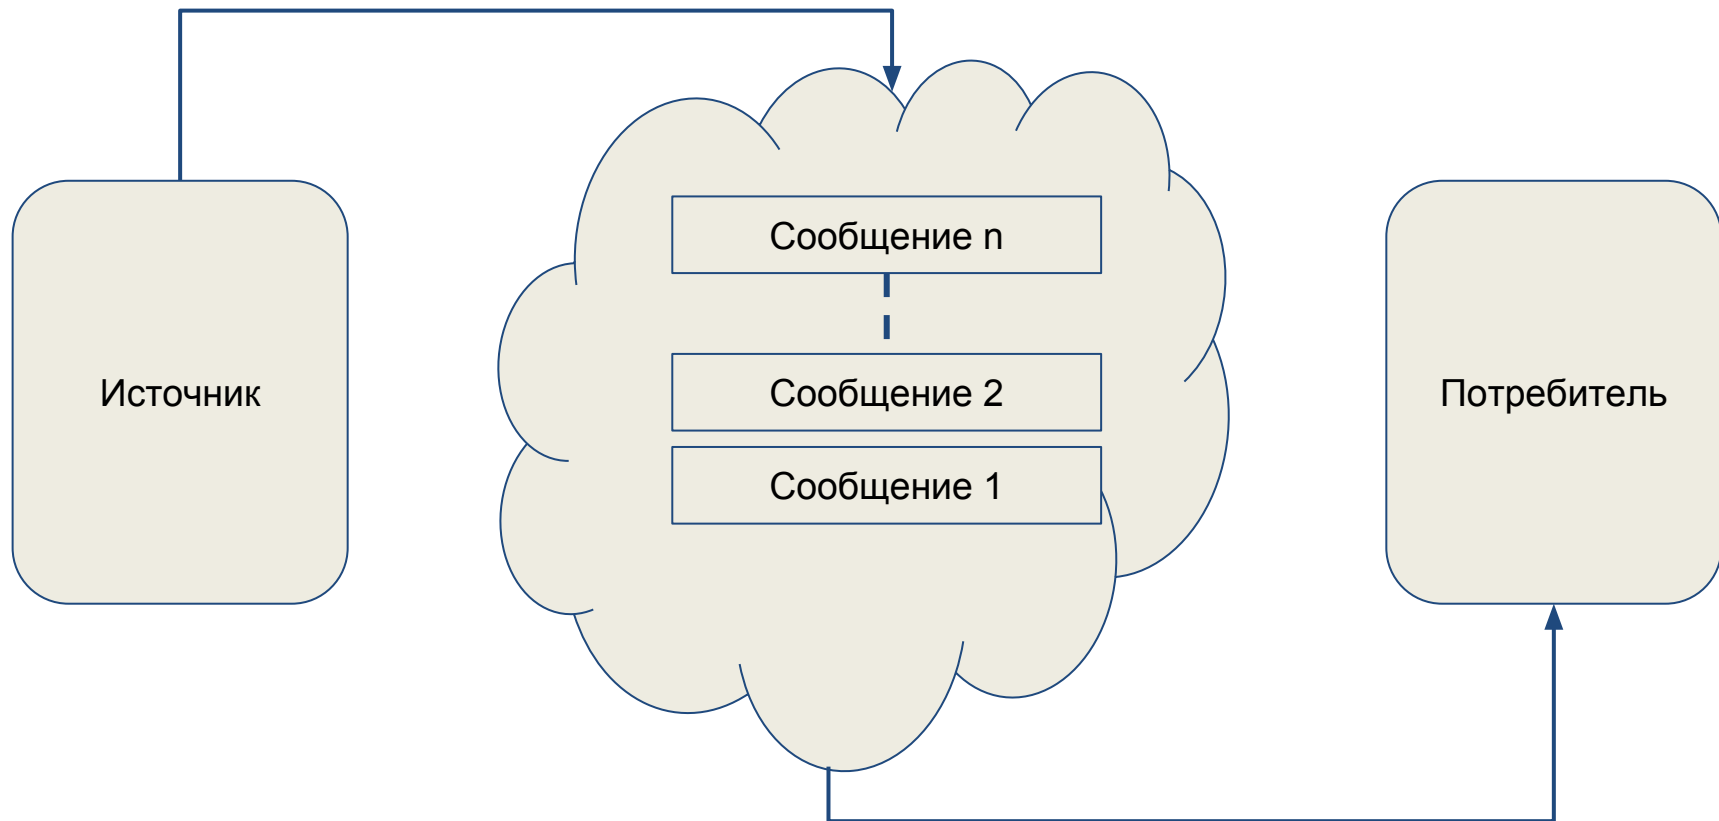 Сообщение n
Источник
Сообщение 2
Потребитель
Сообщение 1